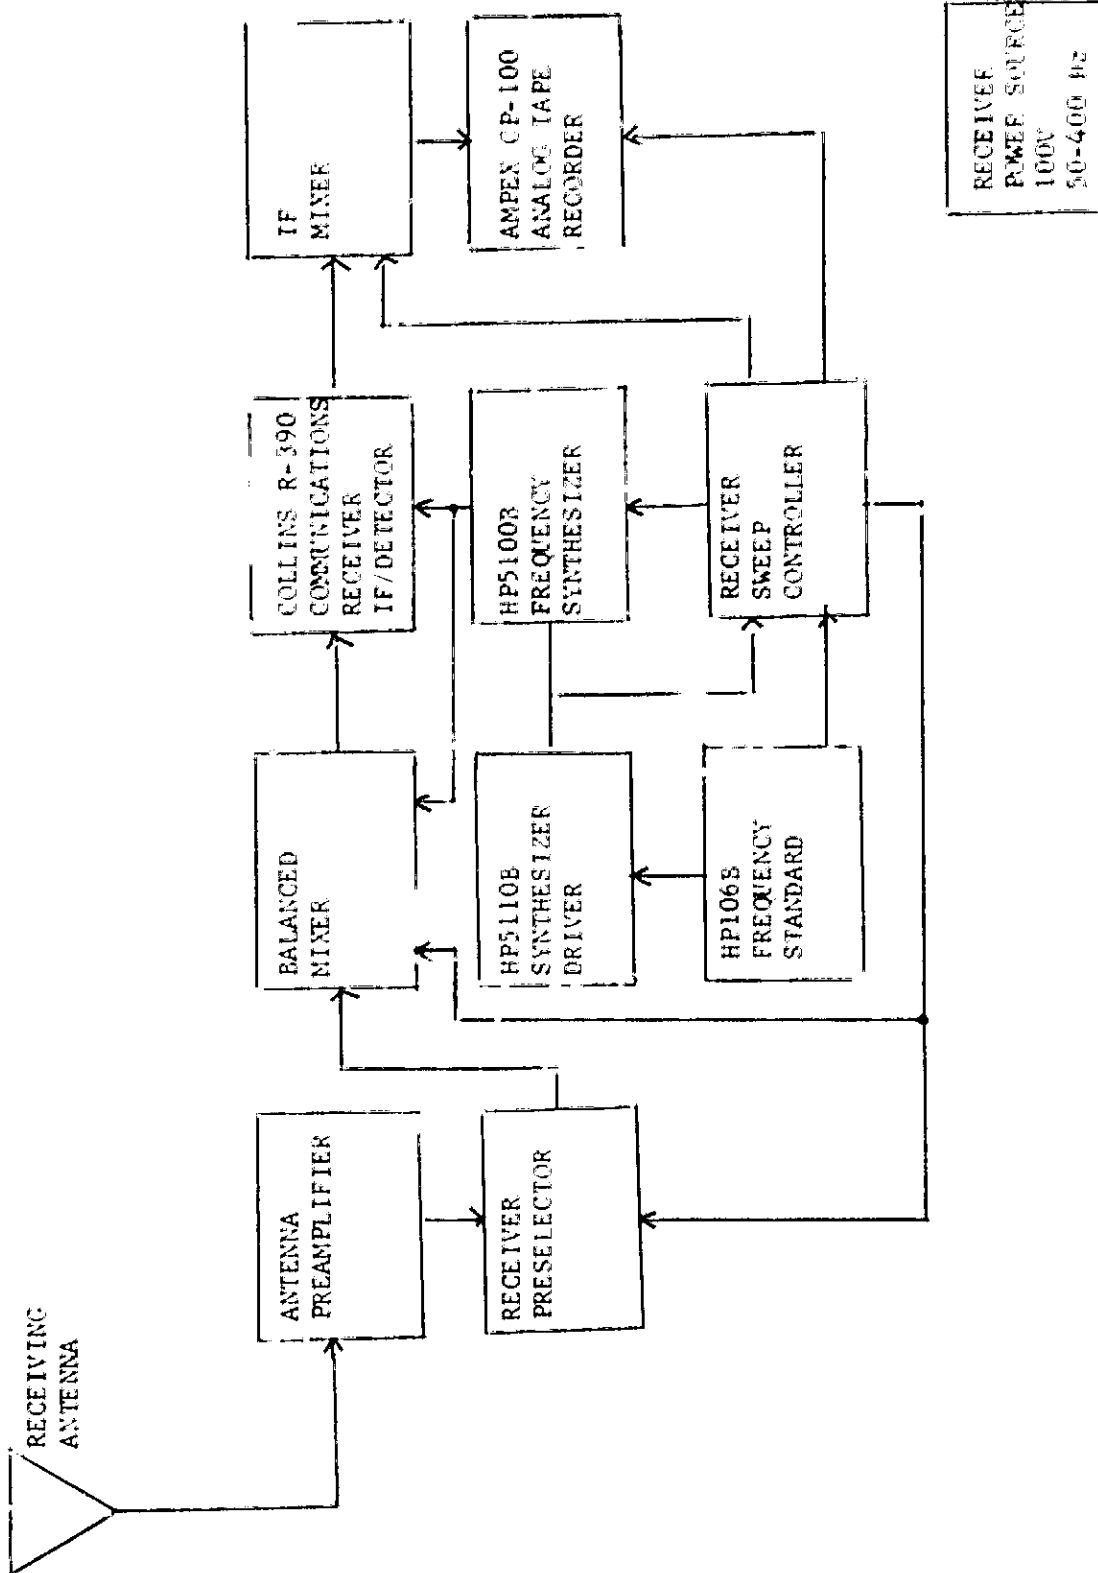 RECEIVING
ANTENNA
ANTENNA
PREAMPLIFIER
RECEIVER
PRESELECTOR
BALANCED
MIXER
HP5110B
SYNTHESIZER
DRIVER
HP106B
FREQUENCY
STANDARD
COLLINS R-390
COMMUNICATIONS
RECEIVER
IF/DETECTOR
HP5100B
FREQUENCY
SYNTHESIZER
RECEIVER
SWEEP
CONTROLLER
IF
MIXER
AMPEX CP-100
ANALOG TAPE
RECORDER
RECEIVER
POWER SOURCE
100V
50-400 Hz